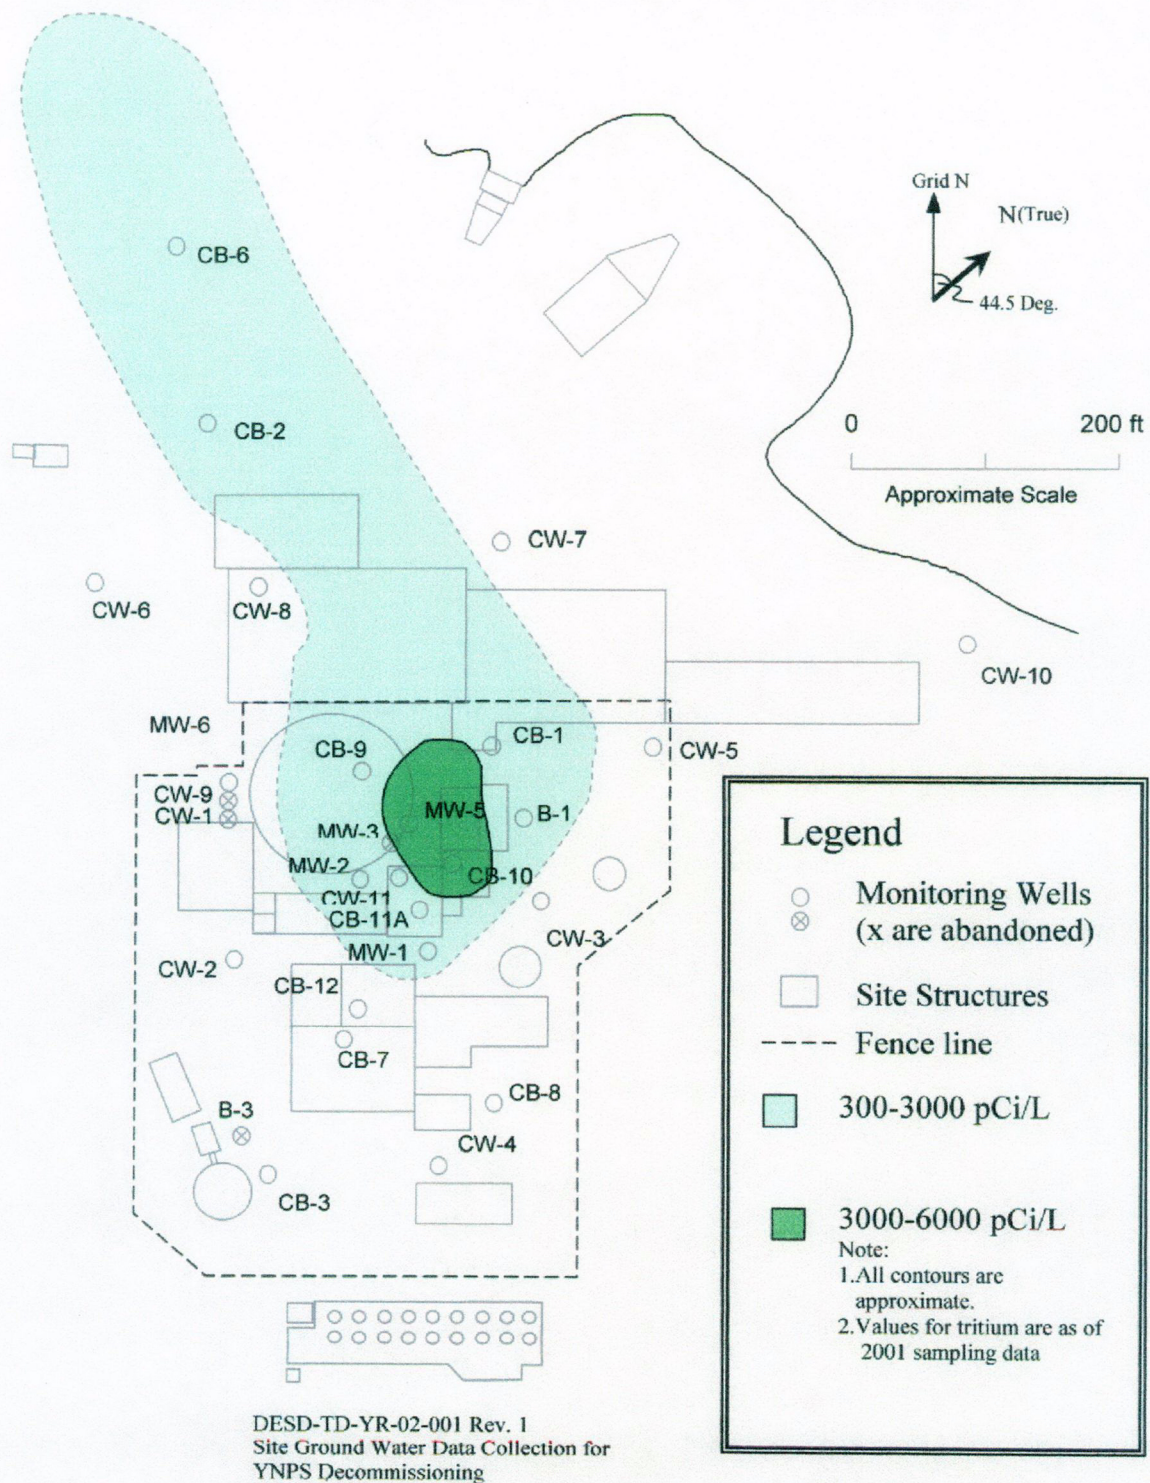 Grid N
N(True)
44.5 Deg.
CB-6
CB-2
0 200 ft
Approximate Scale
CW-7
CW-6
CW-8
CW-10
MW-6
CB-9
CB-1
CW-5
CW-9
CW-1
MW-5
B-1
MW-3
MW-2
CB-10
CW-11
CB-11A
CW-3
MW-1
CW-2
CB-12
CB-7
CB-8
B-3
CW-4
CB-3
Legend
Monitoring Wells
(x are abandoned)
Site Structures
Fence line
300-3000 pCi/L
3000-6000 pCi/L
Note:
1.All contours are
approximate.
2.Values for tritium are as of
2001 sampling data
DESD-TD-YR-02-001 Rev. 1
Site Ground Water Data Collection for
YNPS Decommissioning